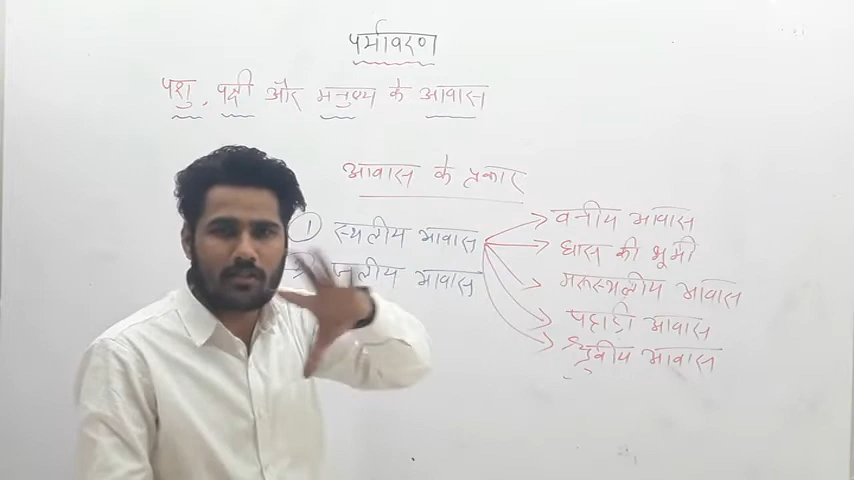 पर्यावरण
पशु, पक्षी और मनुष्य के आवास
आवास के प्रकार
1 स्थलीय आवास
जलीय आवास
वनीय आवास
घास की भूमी
मरूस्थलीय आवास
पहाड़ी आवास
ध्रुवीय आवास